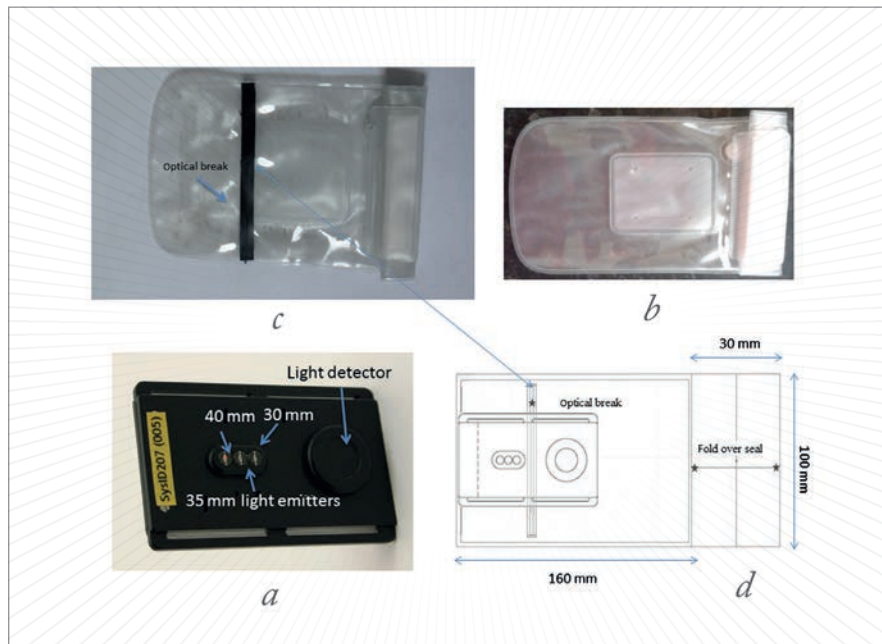 Optical break
c
b
Light detector
40 mm
30 mm
35 mm light emitters
SysID207 (005)
a
30 mm
Optical break
Fold over seal
100 mm
160 mm
d